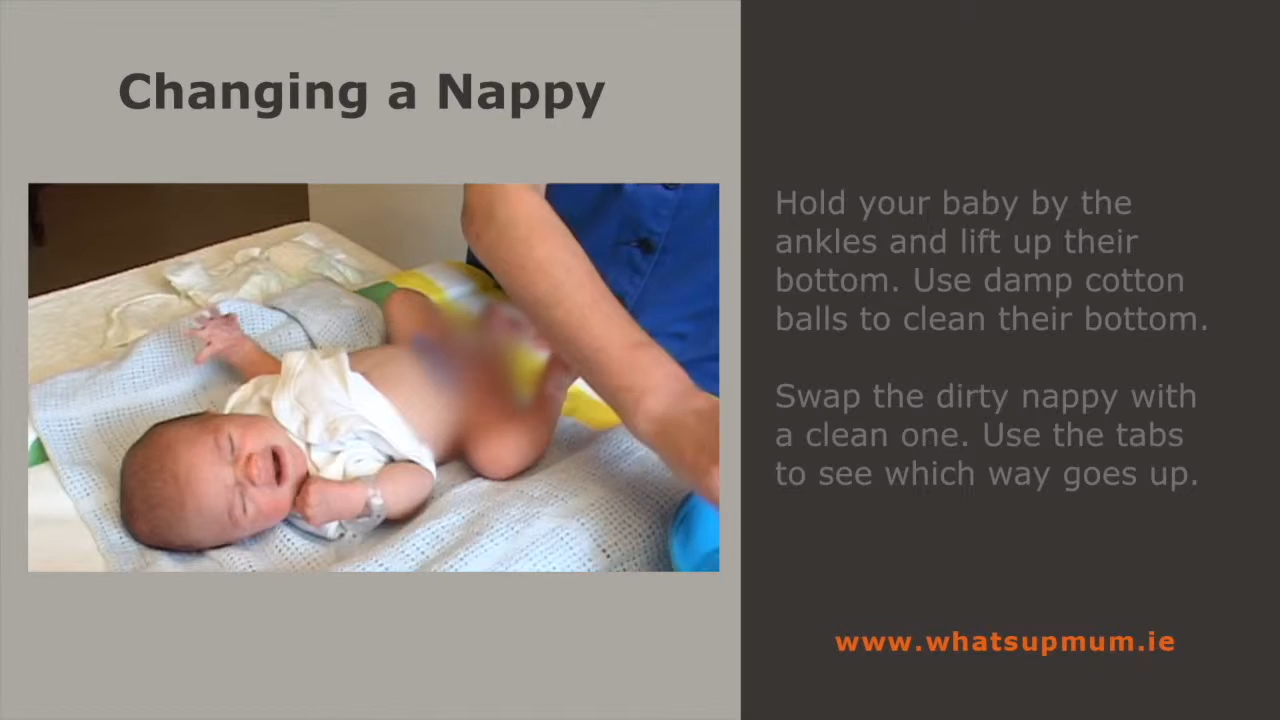 Changing a Nappy
Hold your baby by the
ankles and lift up their
bottom. Use damp cotton
balls to clean their bottom.
Swap the dirty nappy with
a clean one. Use the tabs
to see which way goes up.
www.whatsupmum.ie